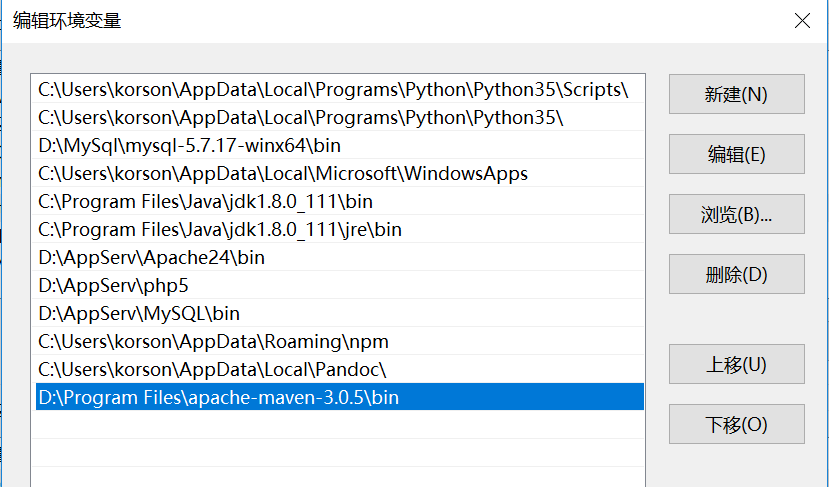 编辑环境变量
C:\Users\korson\AppData\Local\Programs\Python\Python35\Scripts\
C:\Users\korson\AppData\Local\Programs\Python\Python35\
D:\MySql\mysql-5.7.17-winx64\bin
C:\Users\korson\AppData\Local\Microsoft\WindowsApps
C:\Program Files\Java\jdk1.8.0_111\bin
C:\Program Files\Java\jdk1.8.0_111\jre\bin
D:\AppServ\Apache24\bin
D:\AppServ\php5
D:\AppServ\MySQL\bin
C:\Users\korson\AppData\Roaming\npm
C:\Users\korson\AppData\Local\Pandoc\
D:\Program Files\apache-maven-3.0.5\bin
新建(N)
编辑(E)
浏览(B)...
删除(D)
上移(U)
下移(O)